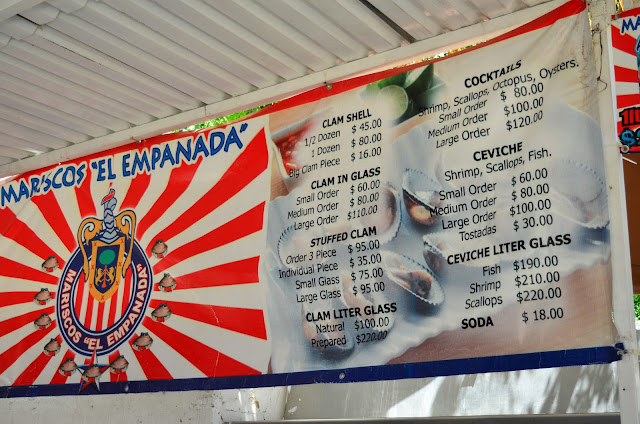 MARISCOS "EL EMPANADA"
MARISCOS "EL EMPANADA"
CLAM SHELL
1/2 Dozen $ 45.00
1 Dozen $ 80.00
Big Clam Piece $ 16.00
CLAM IN GLASS
Small Order $ 60.00
Medium Order $ 80.00
Large Order $110.00
STUFFED CLAM
Order 3 Piece $ 95.00
Individual Piece $ 35.00
Small Glass $ 75.00
Large Glass $ 95.00
CLAM LITER GLASS
Natural $100.00
Prepared $220.00
COCKTAILS
Shrimp, Scallops, Octopus, Oysters.
Small Order $ 80.00
Medium Order $100.00
Large Order $120.00
CEVICHE
Shrimp, Scallops, Fish.
Small Order $ 60.00
Medium Order $ 80.00
Large Order $100.00
Tostadas $ 30.00
CEVICHE LITER GLASS
Fish $190.00
Shrimp $210.00
Scallops $220.00
SODA $ 18.00
MA